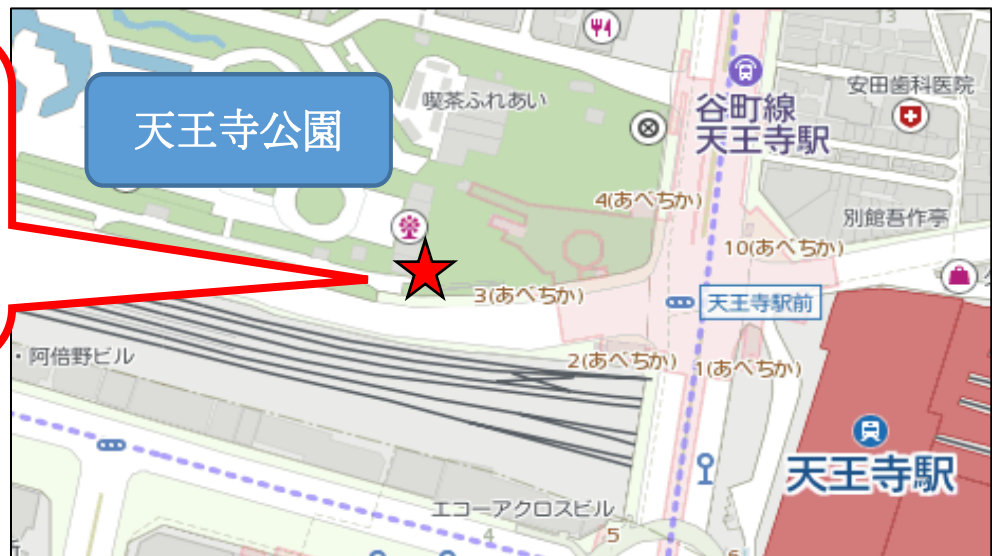 13
安田歯科医院
谷町線
天王寺駅
喫茶ふれあい
天王寺公園
4(あべちか)
別館吾作亭
10(あべちか)
3(あべちか)
天王寺駅前
・阿倍野ビル
2(あべちか)
1(あべちか)
天王寺駅
エコーアクロスビル
4
5
6